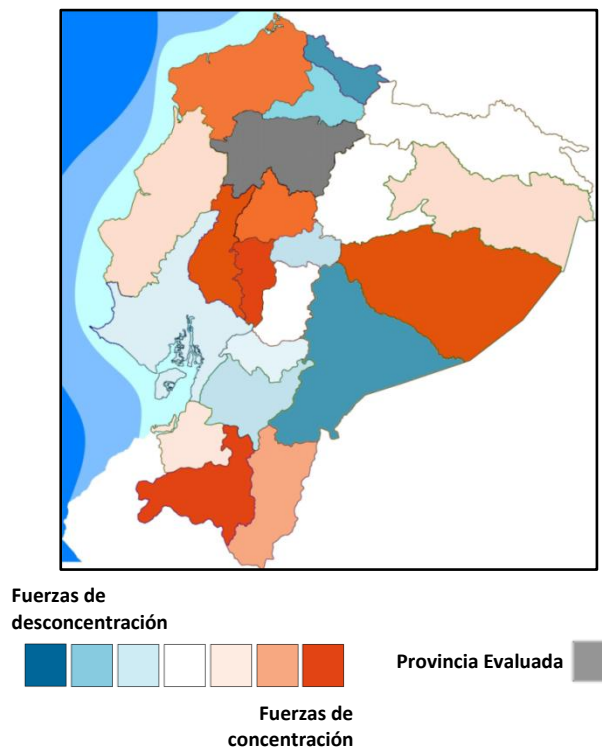 Fuerzas de
desconcentración
Provincia Evaluada
Fuerzas de
concentración